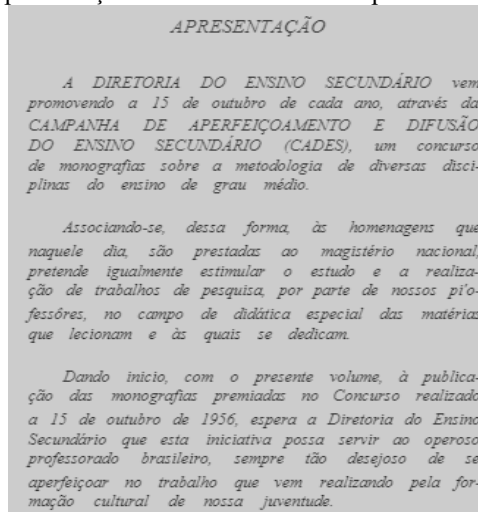 APRESENTAÇÃO
A DIRETORIA DO ENSINO SECUNDÁRIO vem
promovendo a 15 de outubro de cada ano, através da
CAMPANHA DE APERFEIÇOAMENTO E DIFUSÃO
DO ENSINO SECUNDÁRIO (CADES), um concurso
de monografias sobre a metodologia de diversas disci-
plinas do ensino de grau médio.
Associando-se, dessa forma, às homenagens que
naquele dia, são prestadas ao magistério nacional,
pretende igualmente estimular o estudo e a realiza-
ção de trabalhos de pesquisa, por parte de nossos pi'o-
fessôres, no campo de didática especial das matérias
que lecionam e às quais se dedicam.
Dando inicio, com o presente volume, à publica-
ção das monografias premiadas no Concurso realizado
a 15 de outubro de 1956, espera a Diretoria do Ensino
Secundário que esta iniciativa possa servir ao operoso
professorado brasileiro, sempre tão desejoso de se
aperfeiçoar no trabalho que vem realizando pela for-
mação cultural de nossa juventude.